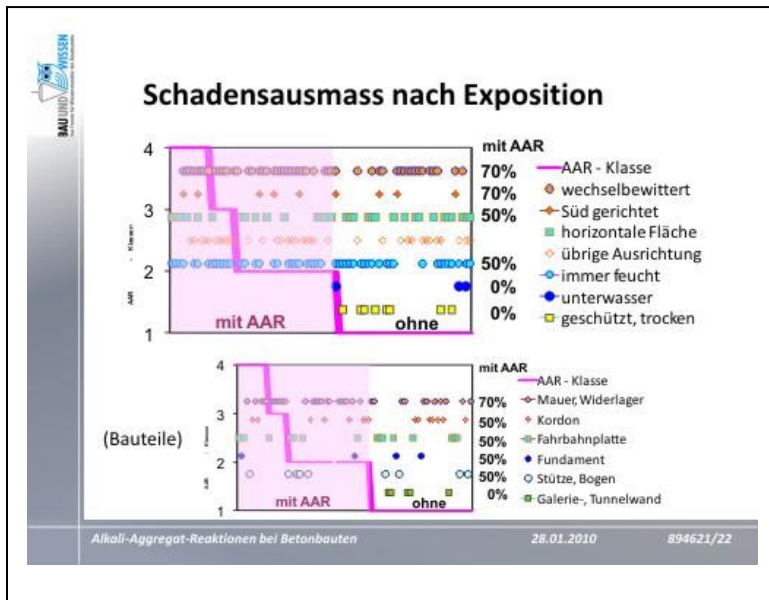 BAU UND WISSEN
Schadensausmass nach Exposition
mit AAR
4
3
2
1
AAR - Klassen
70%
70%
50%
50%
0%
0%
AAR - Klasse
wechselbewittert
Süd gerichtet
horizontale Fläche
übrige Ausrichtung
immer feucht
unterwasser
geschützt, trocken
mit AAR
ohne
(Bauteile)
mit AAR
4
3
2
1
AAR - Klasse
70%
50%
50%
50%
50%
0%
AAR - Klasse
Mauer, Widerlager
Kordon
Fahrbahnplatte
Fundament
Stütze, Bogen
Galerie-, Tunnelwand
mit AAR
ohne
Alkali-Aggregat-Reaktionen bei Betonbauten
28.01.2010
894621/22